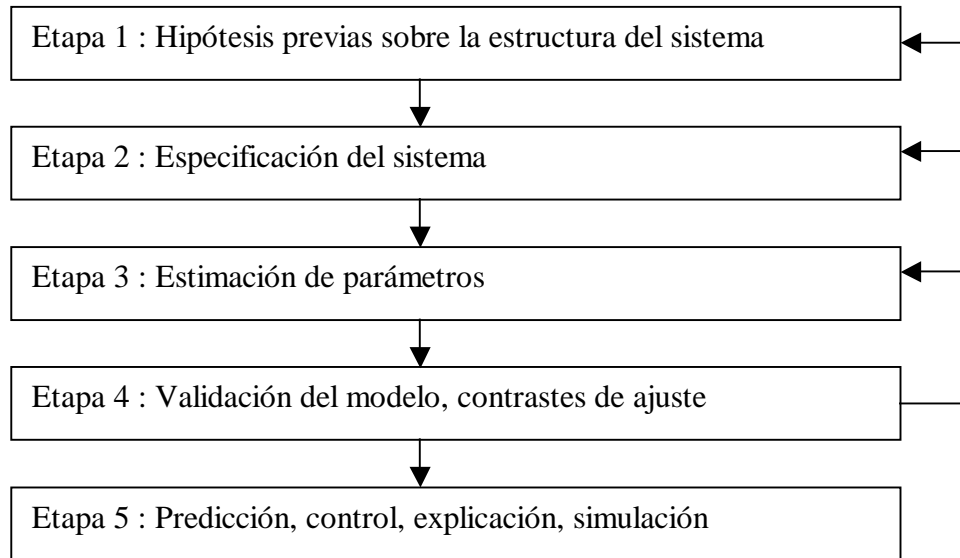 Etapa 1 : Hipótesis previas sobre la estructura del sistema
Etapa 2 : Especificación del sistema
Etapa 3 : Estimación de parámetros
Etapa 4 : Validación del modelo, contrastes de ajuste
Etapa 5 : Predicción, control, explicación, simulación